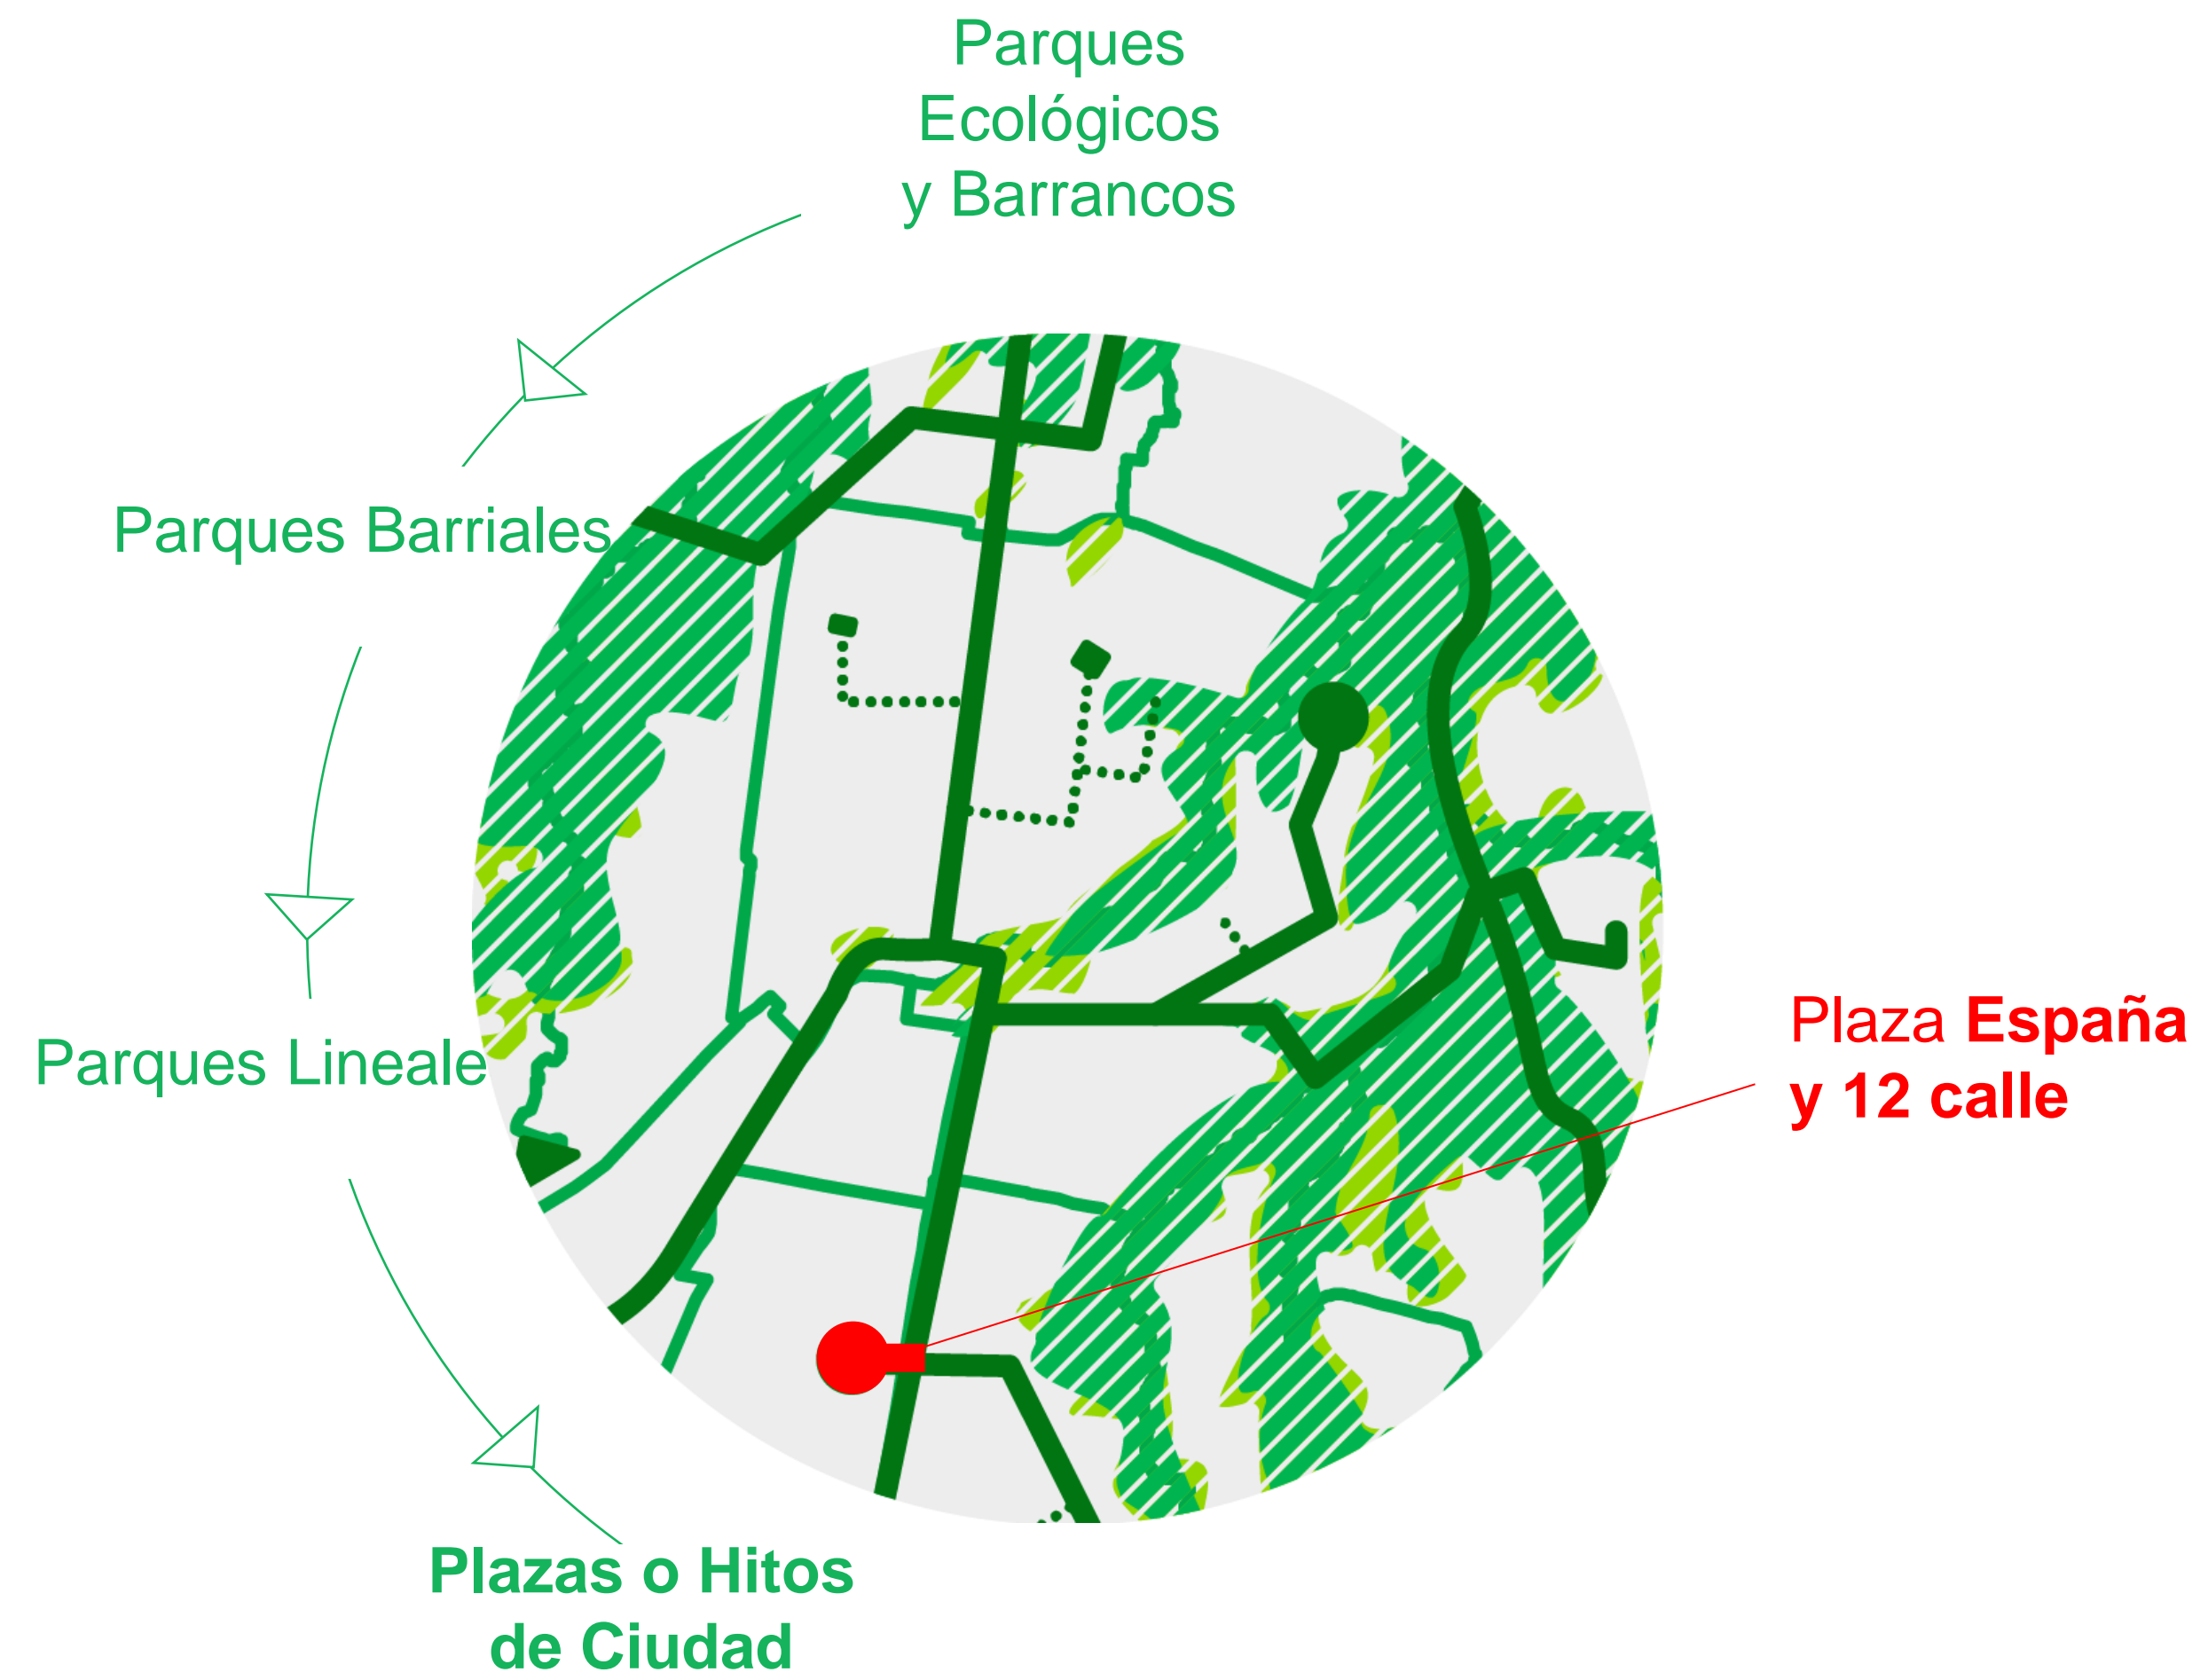 Parques
Ecológicos
y Barrancos
Parques Barriales
Parques Lineale
Plaza España
y 12 calle
Plazas o Hitos
de Ciudad